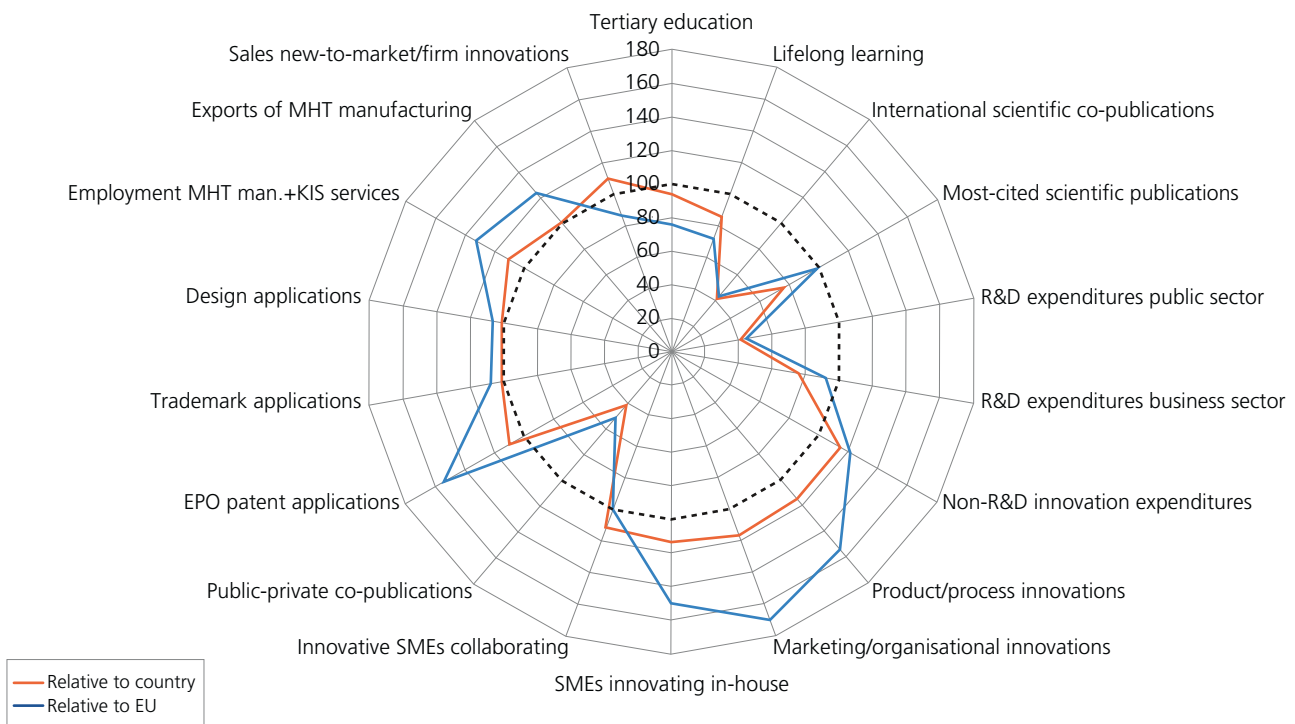 Tertiary education
Sales new-to-market/firm innovations
Lifelong learning
Exports of MHT manufacturing
International scientific co-publications
Employment MHT man.+KIS services
Most-cited scientific publications
Design applications
R&D expenditures public sector
Trademark applications
R&D expenditures business sector
EPO patent applications
Non-R&D innovation expenditures
Public-private co-publications
Product/process innovations
Innovative SMEs collaborating
Marketing/organisational innovations
SMEs innovating in-house
180
160
140
120
100
80
60
40
20
0
Relative to country
Relative to EU